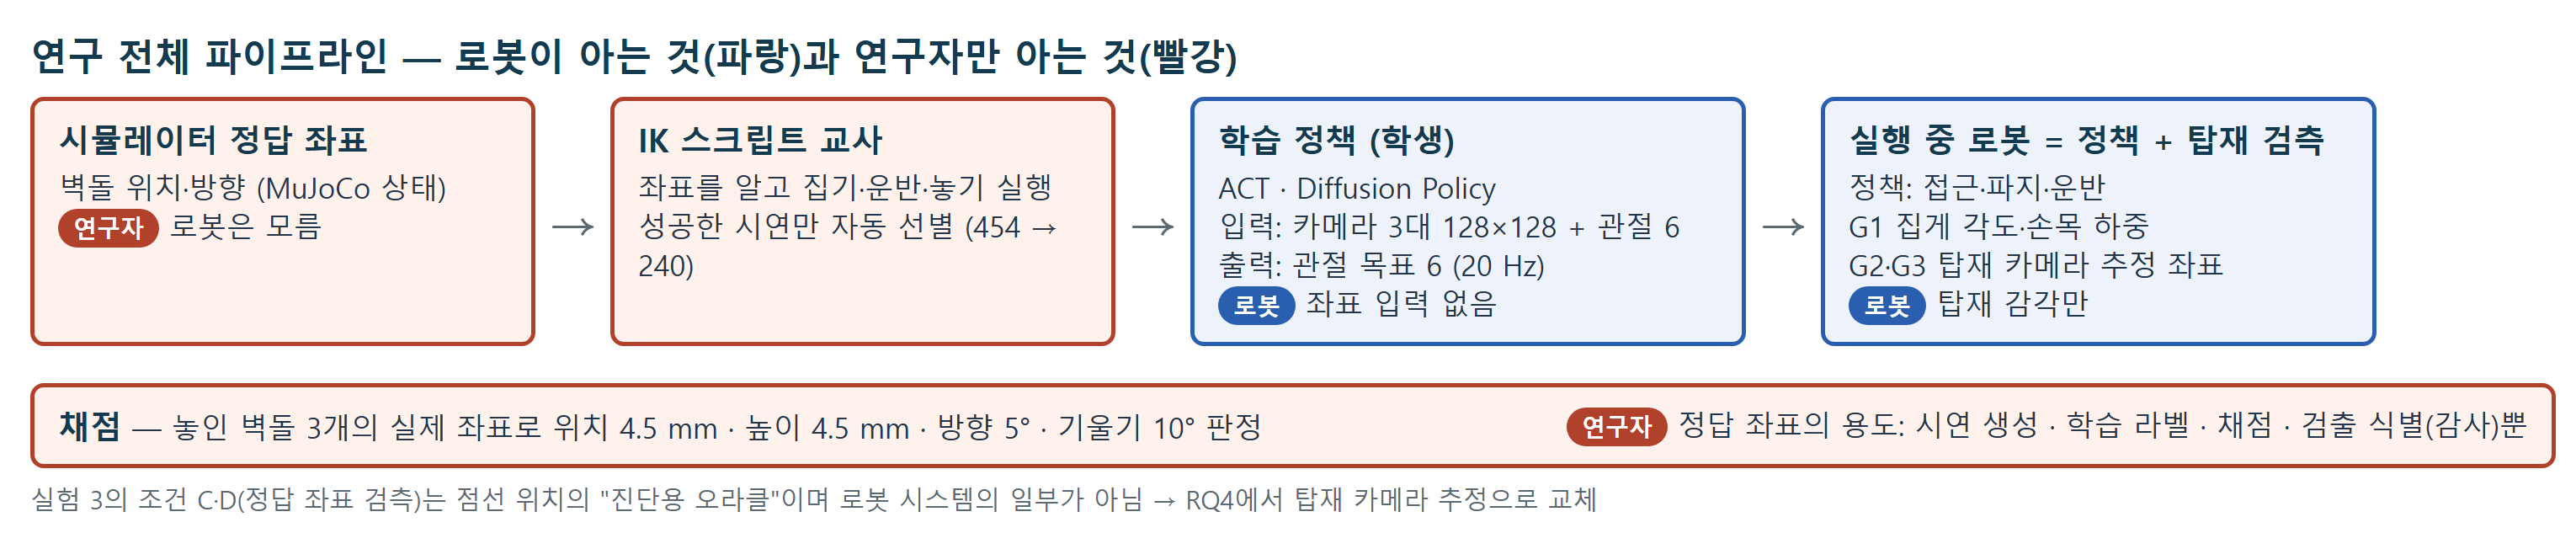 연구 전체 파이프라인 — 로봇이 아는 것(파랑)과 연구자만 아는 것(빨강)
시뮬레이터 정답 좌표
벽돌 위치·방향 (MuJoCo 상태)
연구자 로봇은 모름
→
IK 스크립트 교사
좌표를 알고 집기·운반·놓기 실행
성공한 시연만 자동 선별 (454 →
240)
→
학습 정책 (학생)
ACT · Diffusion Policy
입력: 카메라 3대 128×128 + 관절 6
출력: 관절 목표 6 (20 Hz)
로봇 좌표 입력 없음
→
실행 중 로봇 = 정책 + 탑재 검측
정책: 접근·파지·운반
G1 집게 각도·손목 하중
G2·G3 탑재 카메라 추정 좌표
로봇 탑재 감각만
채점 — 놓인 벽돌 3개의 실제 좌표로 위치 4.5 mm · 높이 4.5 mm · 방향 5° · 기울기 10° 판정
연구자 정답 좌표의 용도: 시연 생성 · 학습 라벨 · 채점 · 검출 식별(감사)뿐
실험 3의 조건 C·D(정답 좌표 검측)는 점선 위치의 "진단용 오라클"이며 로봇 시스템의 일부가 아님 → RQ4에서 탑재 카메라 추정으로 교체